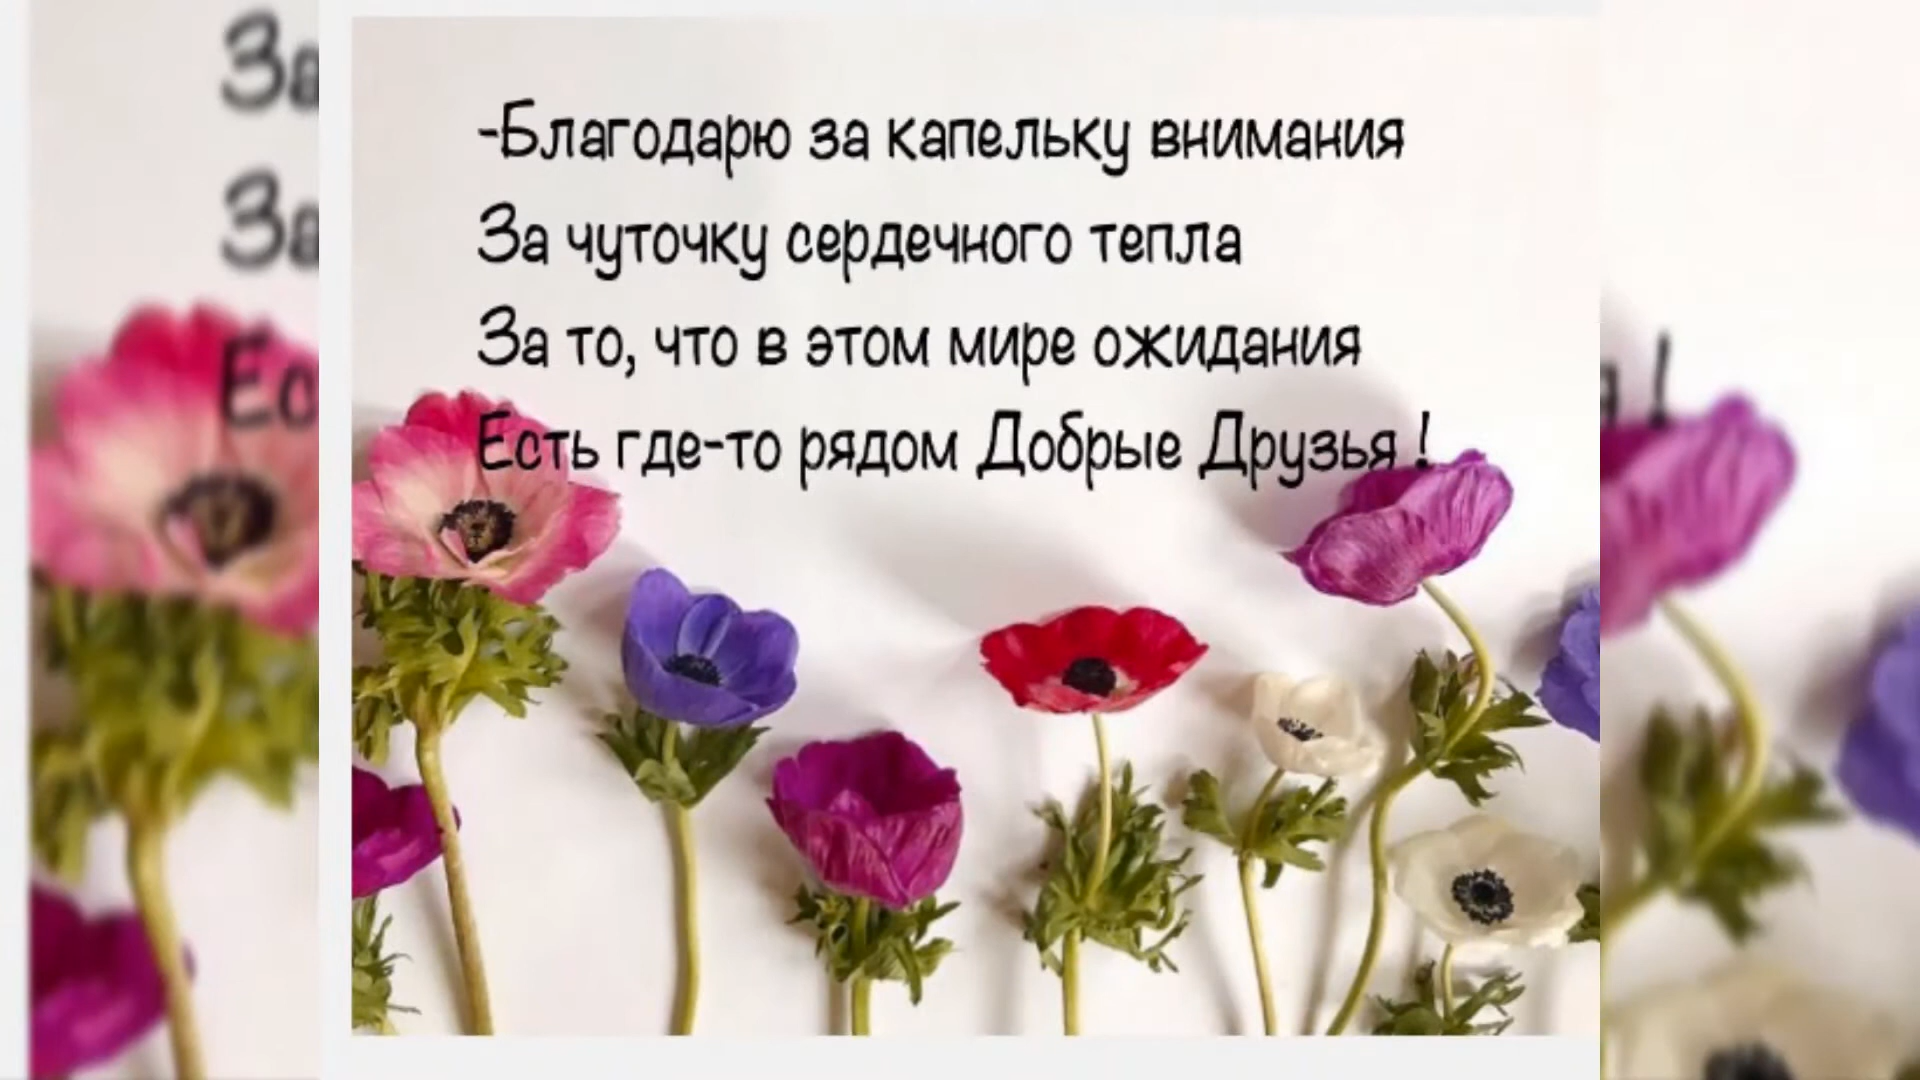 -Благодарю за капельку внимания
За чуточку сердечного тепла
За то, что в этом мире ожидания
Есть где-то рядом Добрые Друзья !